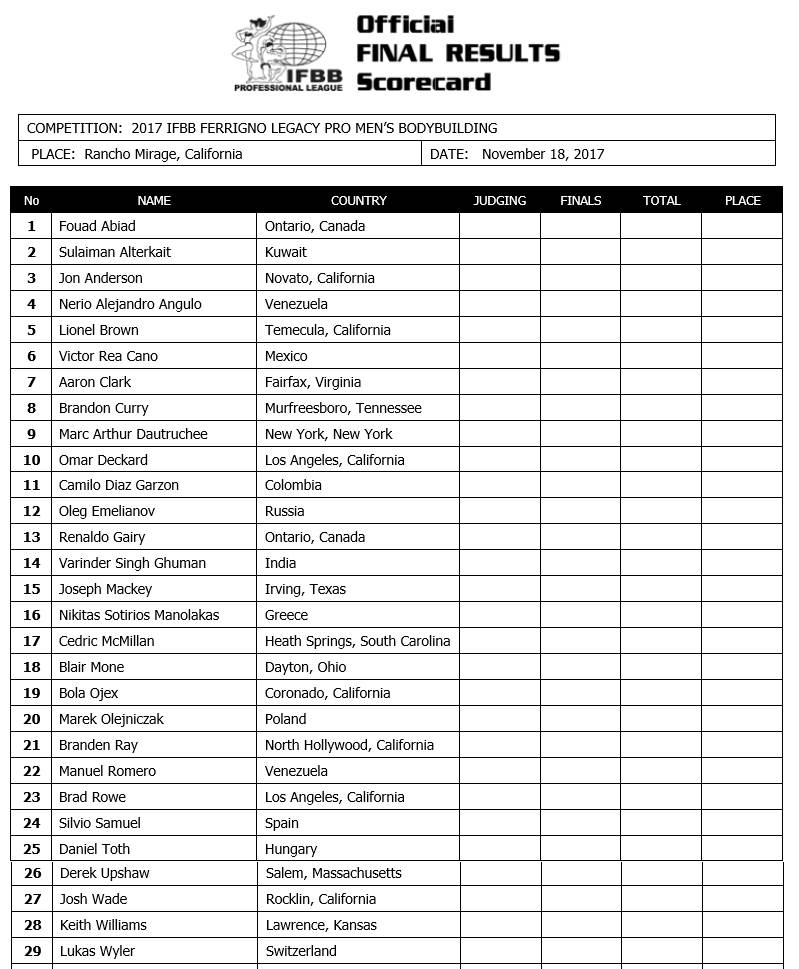 Official
FINAL RESULTS
Scorecard
IFBB
PROFESSIONAL LEAGUE
COMPETITION: 2017 IFBB FERRIGNO LEGACY PRO MEN'S BODYBUILDING
PLACE: Rancho Mirage, California DATE: November 18, 2017
No NAME COUNTRY JUDGING FINALS TOTAL PLACE
1 Fouad Abiad Ontario, Canada
2 Sulaiman Alterkait Kuwait
3 Jon Anderson Novato, California
4 Nerio Alejandro Angulo Venezuela
5 Lionel Brown Temecula, California
6 Victor Rea Cano Mexico
7 Aaron Clark Fairfax, Virginia
8 Brandon Curry Murfreesboro, Tennessee
9 Marc Arthur Dautruchee New York, New York
10 Omar Deckard Los Angeles, California
11 Camilo Diaz Garzon Colombia
12 Oleg Emelianov Russia
13 Renaldo Gairy Ontario, Canada
14 Varinder Singh Ghuman India
15 Joseph Mackey Irving, Texas
16 Nikitas Sotirios Manolakas Greece
17 Cedric McMillan Heath Springs, South Carolina
18 Blair Mone Dayton, Ohio
19 Bola Ojex Coronado, California
20 Marek Olejniczak Poland
21 Branden Ray North Hollywood, California
22 Manuel Romero Venezuela
23 Brad Rowe Los Angeles, California
24 Silvio Samuel Spain
25 Daniel Toth Hungary
26 Derek Upshaw Salem, Massachusetts
27 Josh Wade Rocklin, California
28 Keith Williams Lawrence, Kansas
29 Lukas Wyler Switzerland